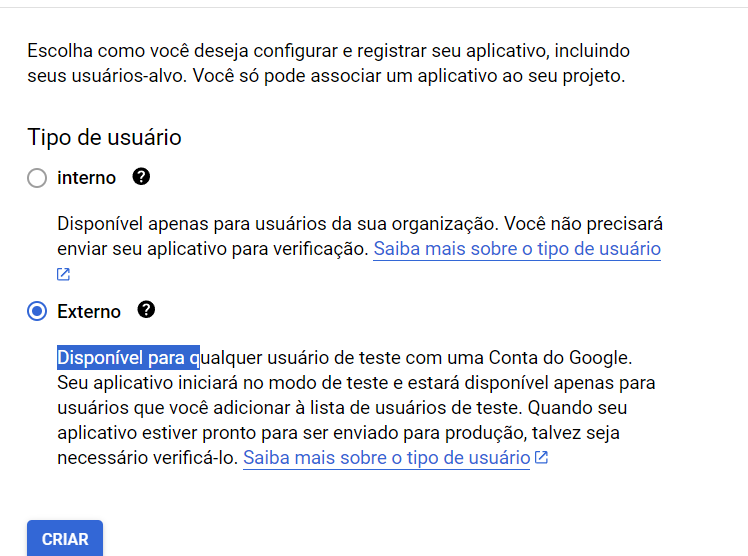 Escolha como você deseja configurar e registrar seu aplicativo, incluindo
seus usuários-alvo. Você só pode associar um aplicativo ao seu projeto.
Tipo de usuário
interno
Disponível apenas para usuários da sua organização. Você não precisará
enviar seu aplicativo para verificação. Saiba mais sobre o tipo de usuário
Externo
Disponível para qualquer usuário de teste com uma Conta do Google.
Seu aplicativo iniciará no modo de teste e estará disponível apenas para
usuários que você adicionar à lista de usuários de teste. Quando seu
aplicativo estiver pronto para ser enviado para produção, talvez seja
necessário verificá-lo. Saiba mais sobre o tipo de usuário
CRIAR